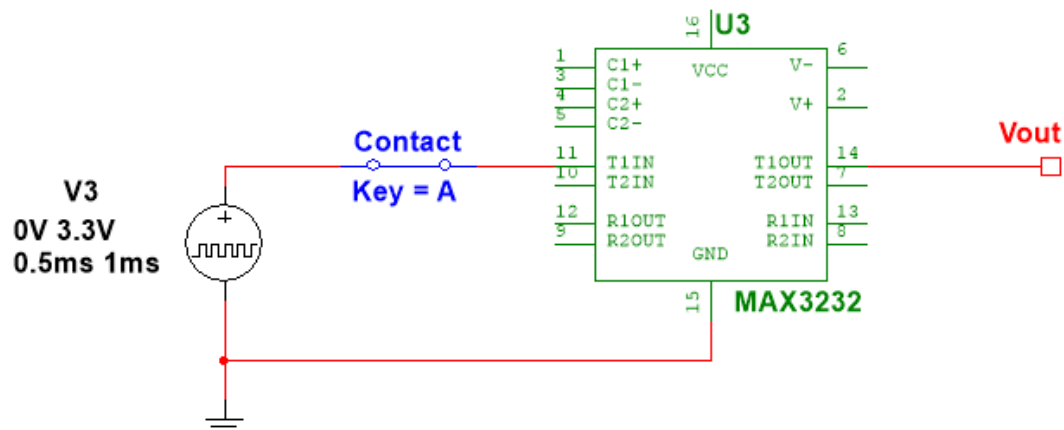 16 U3
1 C1+ VCC V- 6
3 C1-
4 C2+ V+ 2
5 C2-
Contact
Vout
11 T1IN T1OUT 14
10 T2IN T2OUT 7
Key = A
V3
0V 3.3V
0.5ms 1ms
12 R1OUT R1IN 13
9 R2OUT R2IN 8
GND
15 MAX3232